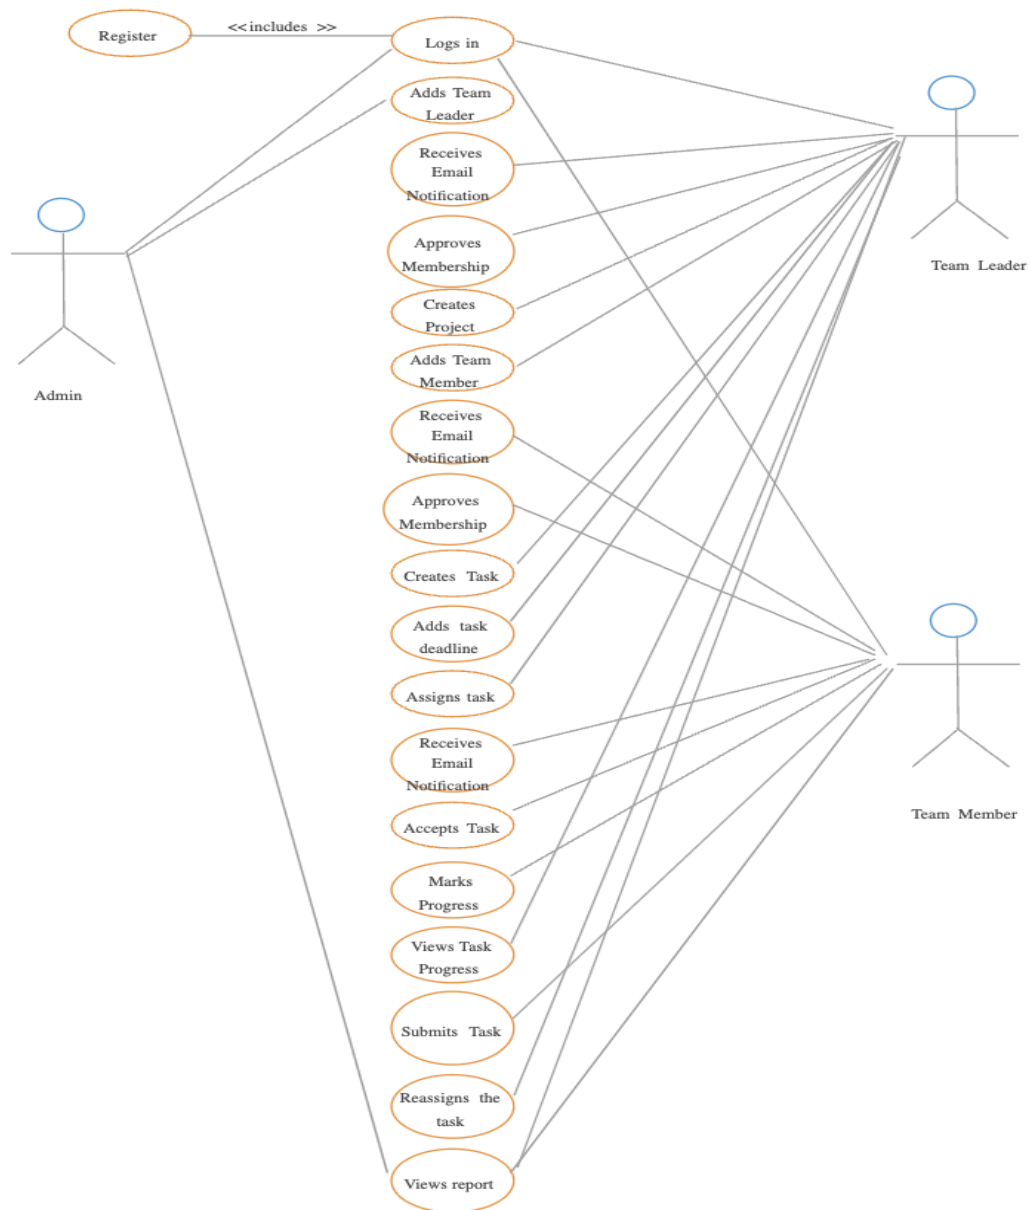 Register
<<includes >>
Logs in
Adds Team
Leader
Receives
Email
Notification
Approves
Membership
Team Leader
Creates
Project
Adds Team
Member
Admin
Receives
Email
Notification
Approves
Membership
Creates Task
Adds task
deadline
Assigns task
Receives
Email
Notification
Team Member
Accepts Task
Marks
Progress
Views Task
Progress
Submits Task
Reassigns the
task
Views report